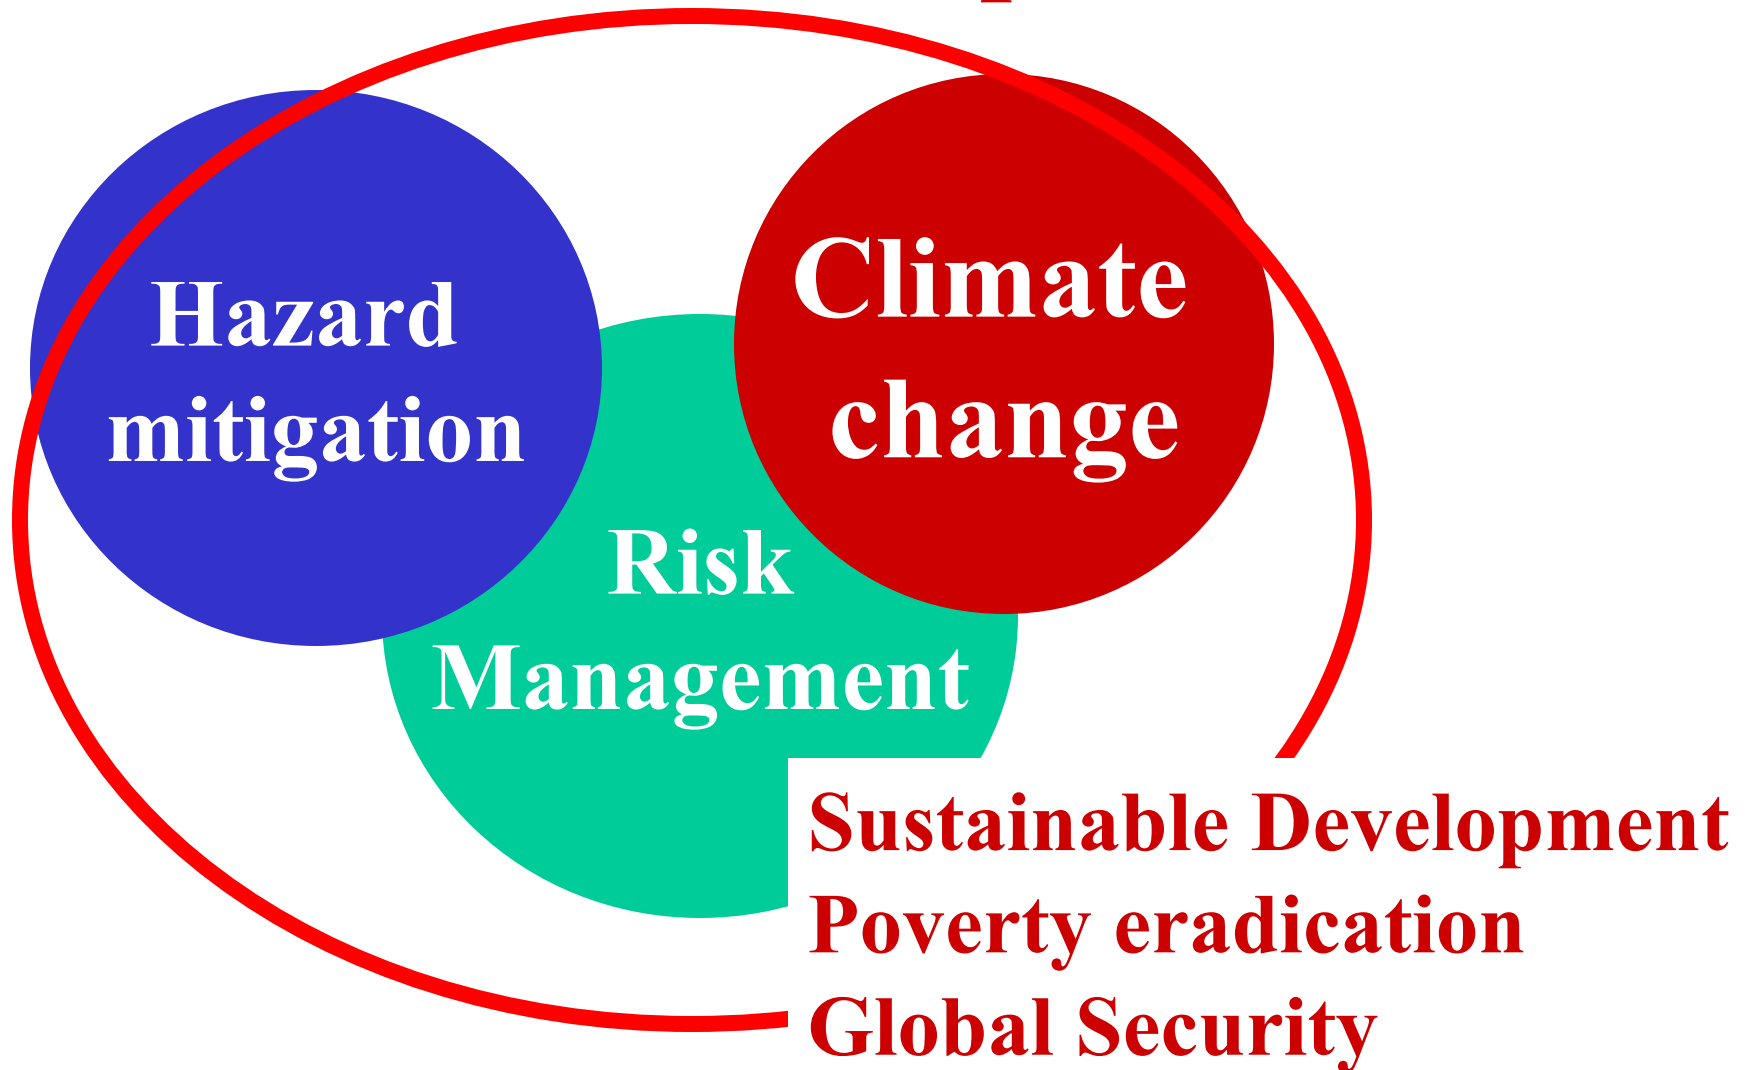 Hazard
mitigation
Climate
change
Risk
Management
Sustainable Development
Poverty eradication
Global Security